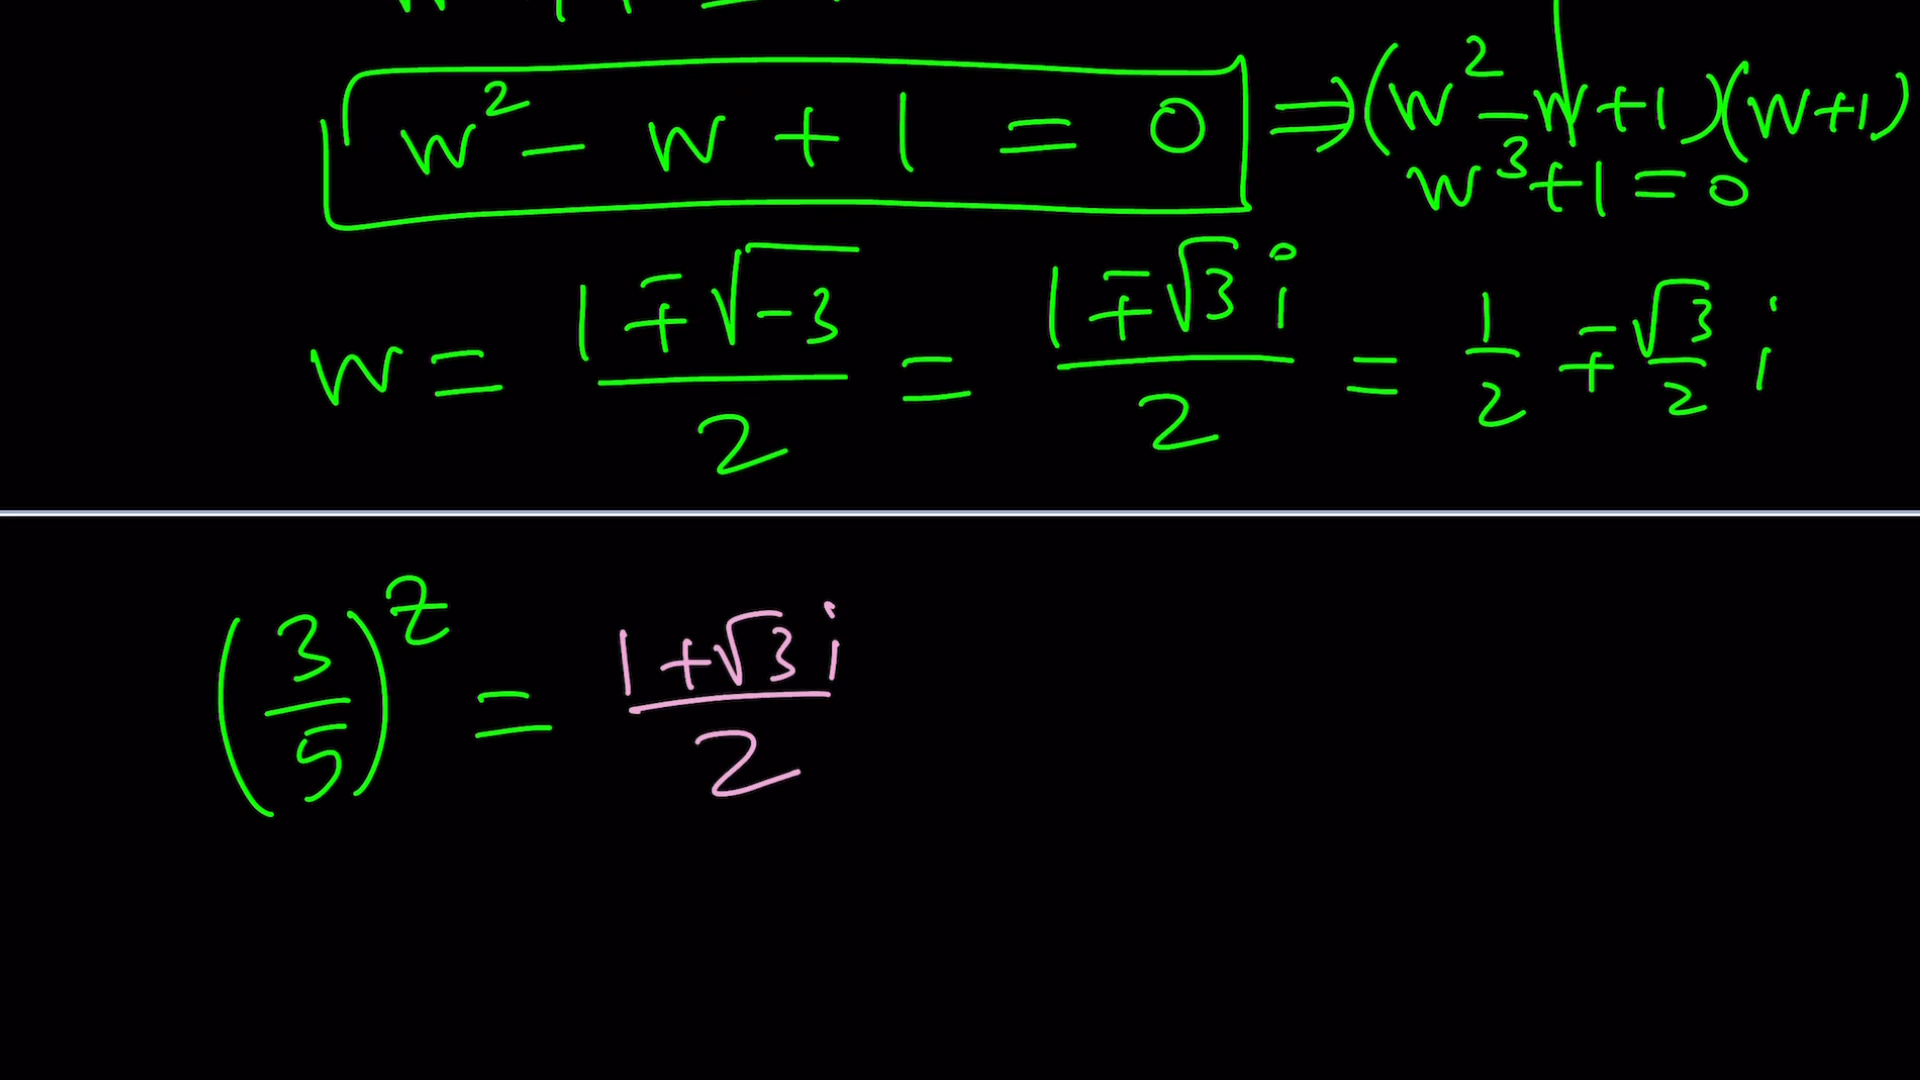 w² - w + 1 = 0 ⇒ (w² - w + 1)(w + 1)
w³ + 1 = 0
w = (1 ∓ √-3)/2 = (1 ∓ √3 i)/2 = 1/2 ∓ √3/2 i
(3/5)^z = (1 + √3 i)/2